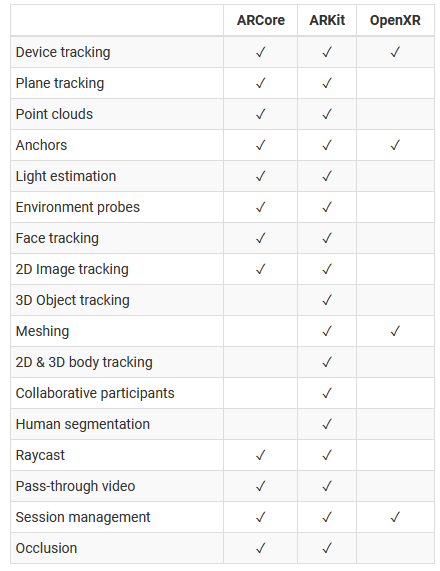 ARCore ARKit OpenXR
Device tracking ✓ ✓ ✓
Plane tracking ✓ ✓
Point clouds ✓ ✓
Anchors ✓ ✓ ✓
Light estimation ✓ ✓
Environment probes ✓ ✓
Face tracking ✓ ✓
2D Image tracking ✓ ✓
3D Object tracking ✓
Meshing ✓ ✓
2D & 3D body tracking ✓
Collaborative participants ✓
Human segmentation ✓
Raycast ✓ ✓
Pass-through video ✓ ✓
Session management ✓ ✓ ✓
Occlusion ✓ ✓